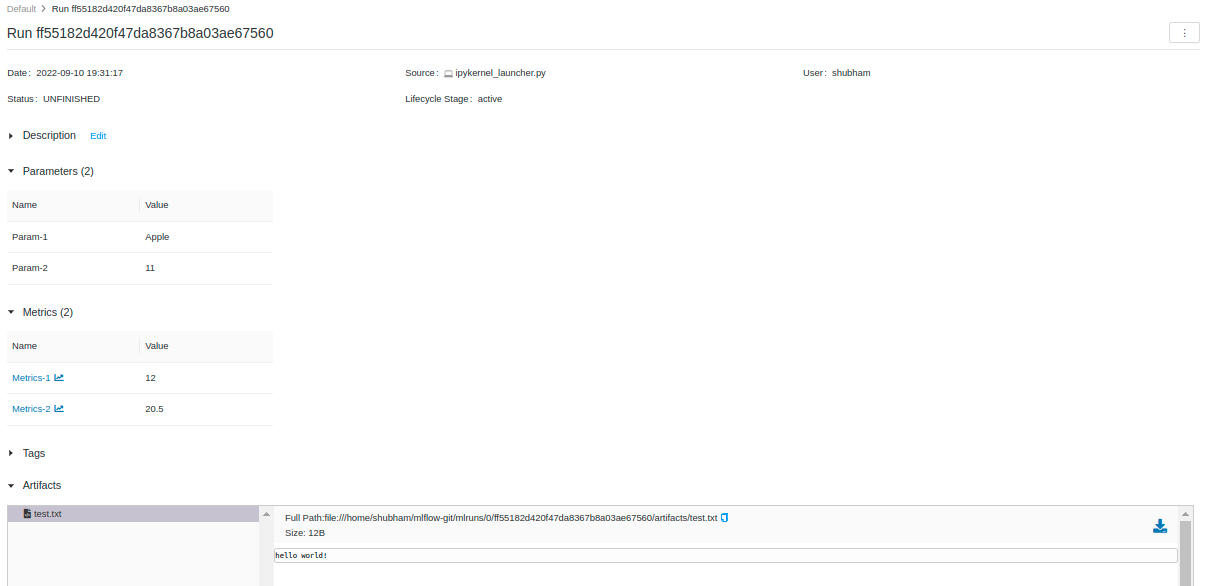 Default > Run ff55182d420f47da8367b8a03ae67560
Run ff55182d420f47da8367b8a03ae67560
Date: 2022-09-10 19:31:17 Source: ipykernel_launcher.py User: shubham
Status: UNFINISHED Lifecycle Stage: active
Description Edit
Parameters (2)
Name Value
Param-1 Apple
Param-2 11
Metrics (2)
Name Value
Metrics-1 12
Metrics-2 20.5
Tags
Artifacts
test.txt
Full Path:file:///home/shubham/mlflow-git/mlruns/0/ff55182d420f47da8367b8a03ae67560/artifacts/test.txt
Size: 12B
hello world!